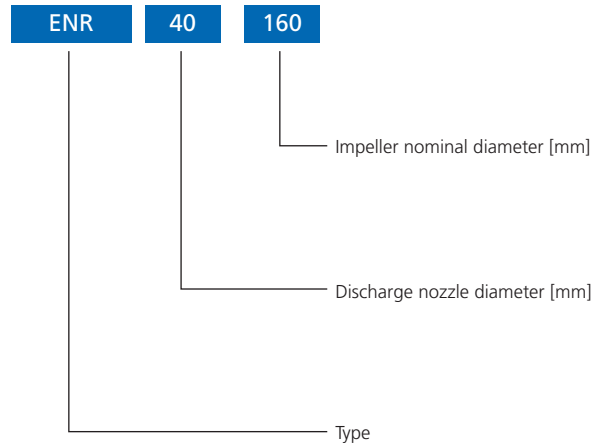 ENR 40 160
Impeller nominal diameter [mm]
Discharge nozzle diameter [mm]
Type